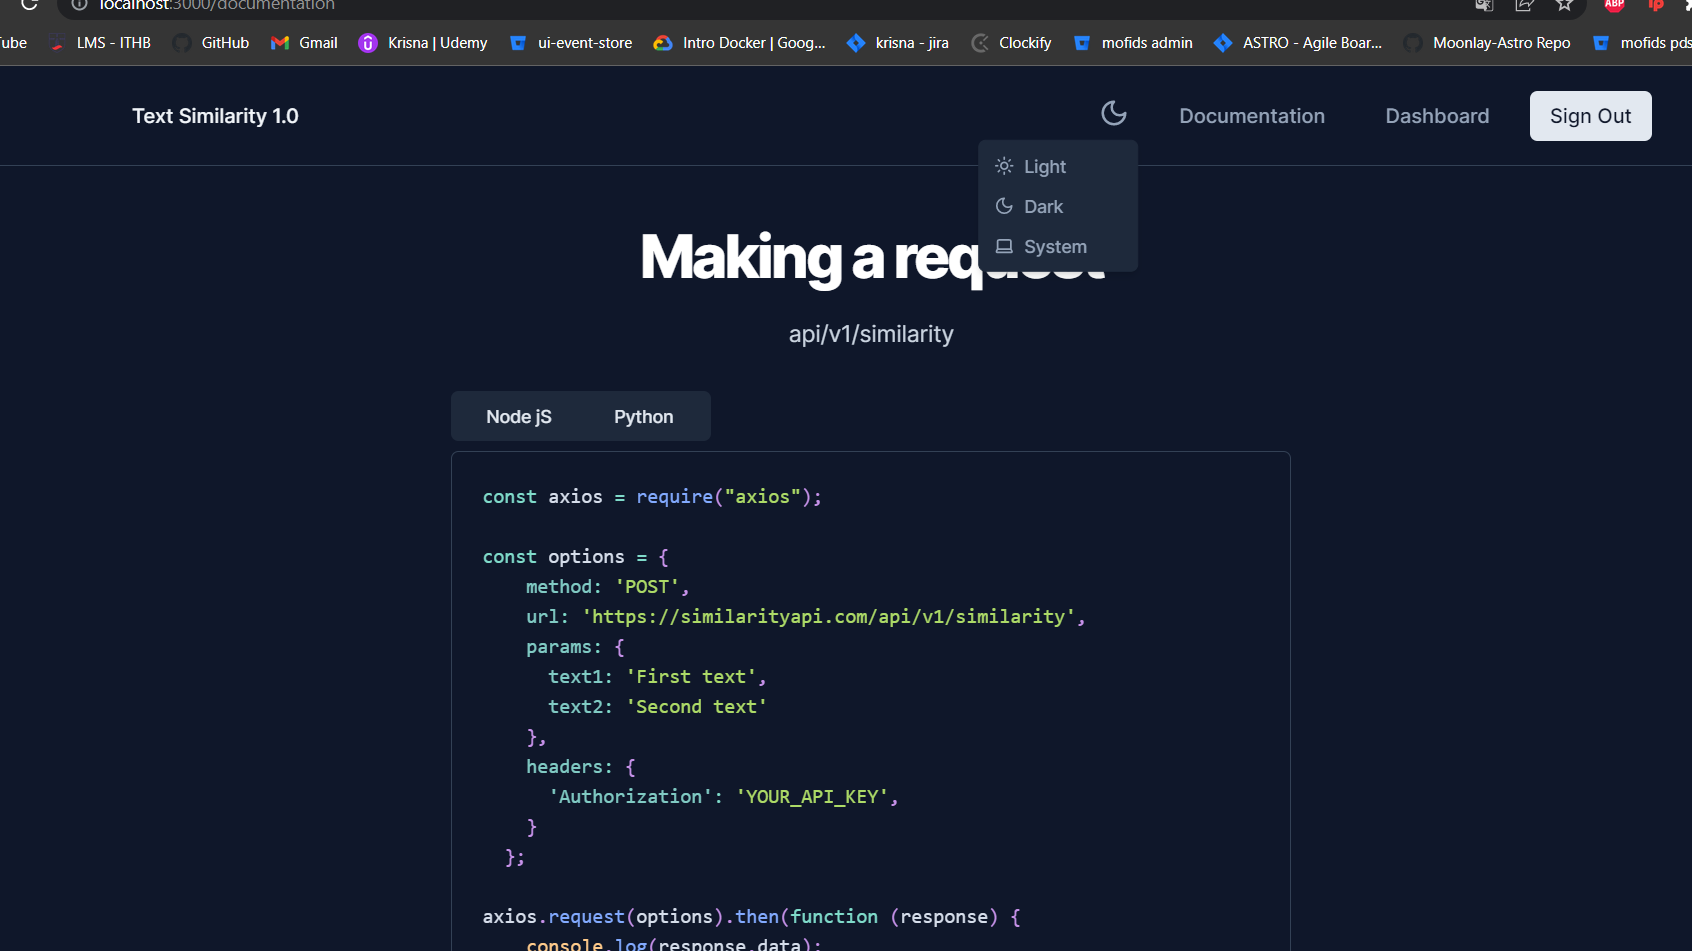 localhost:3000/documentation
ABP
ube LMS - ITHB GitHub Gmail Krisna | Udemy ui-event-store Intro Docker | Goog... krisna - jira Clockify mofids admin ASTRO - Agile Boar... Moonlay-Astro Repo mofids pds
Text Similarity 1.0 Documentation Dashboard Sign Out
Light
Dark
System
Making a request
api/v1/similarity
Node jS Python
const axios = require("axios");
const options = {
method: 'POST',
url: 'https://similarityapi.com/api/v1/similarity',
params: {
text1: 'First text',
text2: 'Second text'
},
headers: {
'Authorization': 'YOUR_API_KEY',
}
};
axios.request(options).then(function (response) {
console.log(response.data);